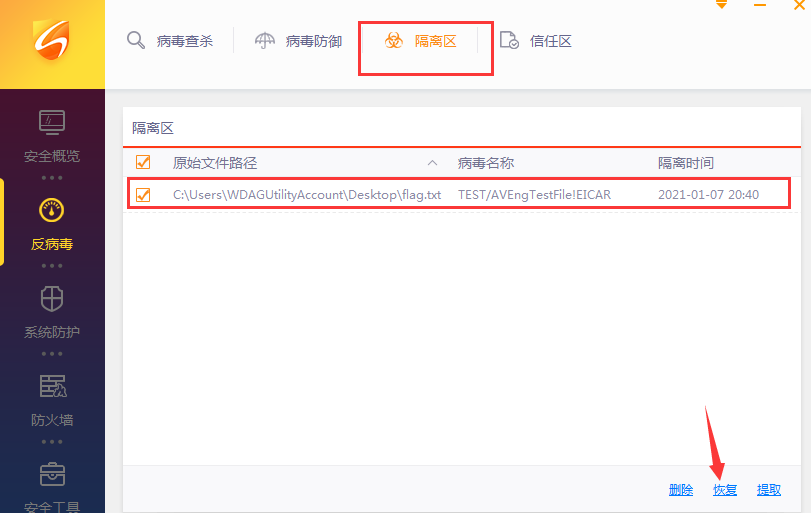 病毒查杀
病毒防御
隔离区
信任区
安全概览
反病毒
系统防护
防火墙
安全工具
隔离区
原始文件路径 病毒名称 隔离时间
C:\Users\WDAGUtilityAccount\Desktop\flag.txt TEST/AVEngTestFile!EICAR 2021-01-07 20:40
删除 恢复 提取